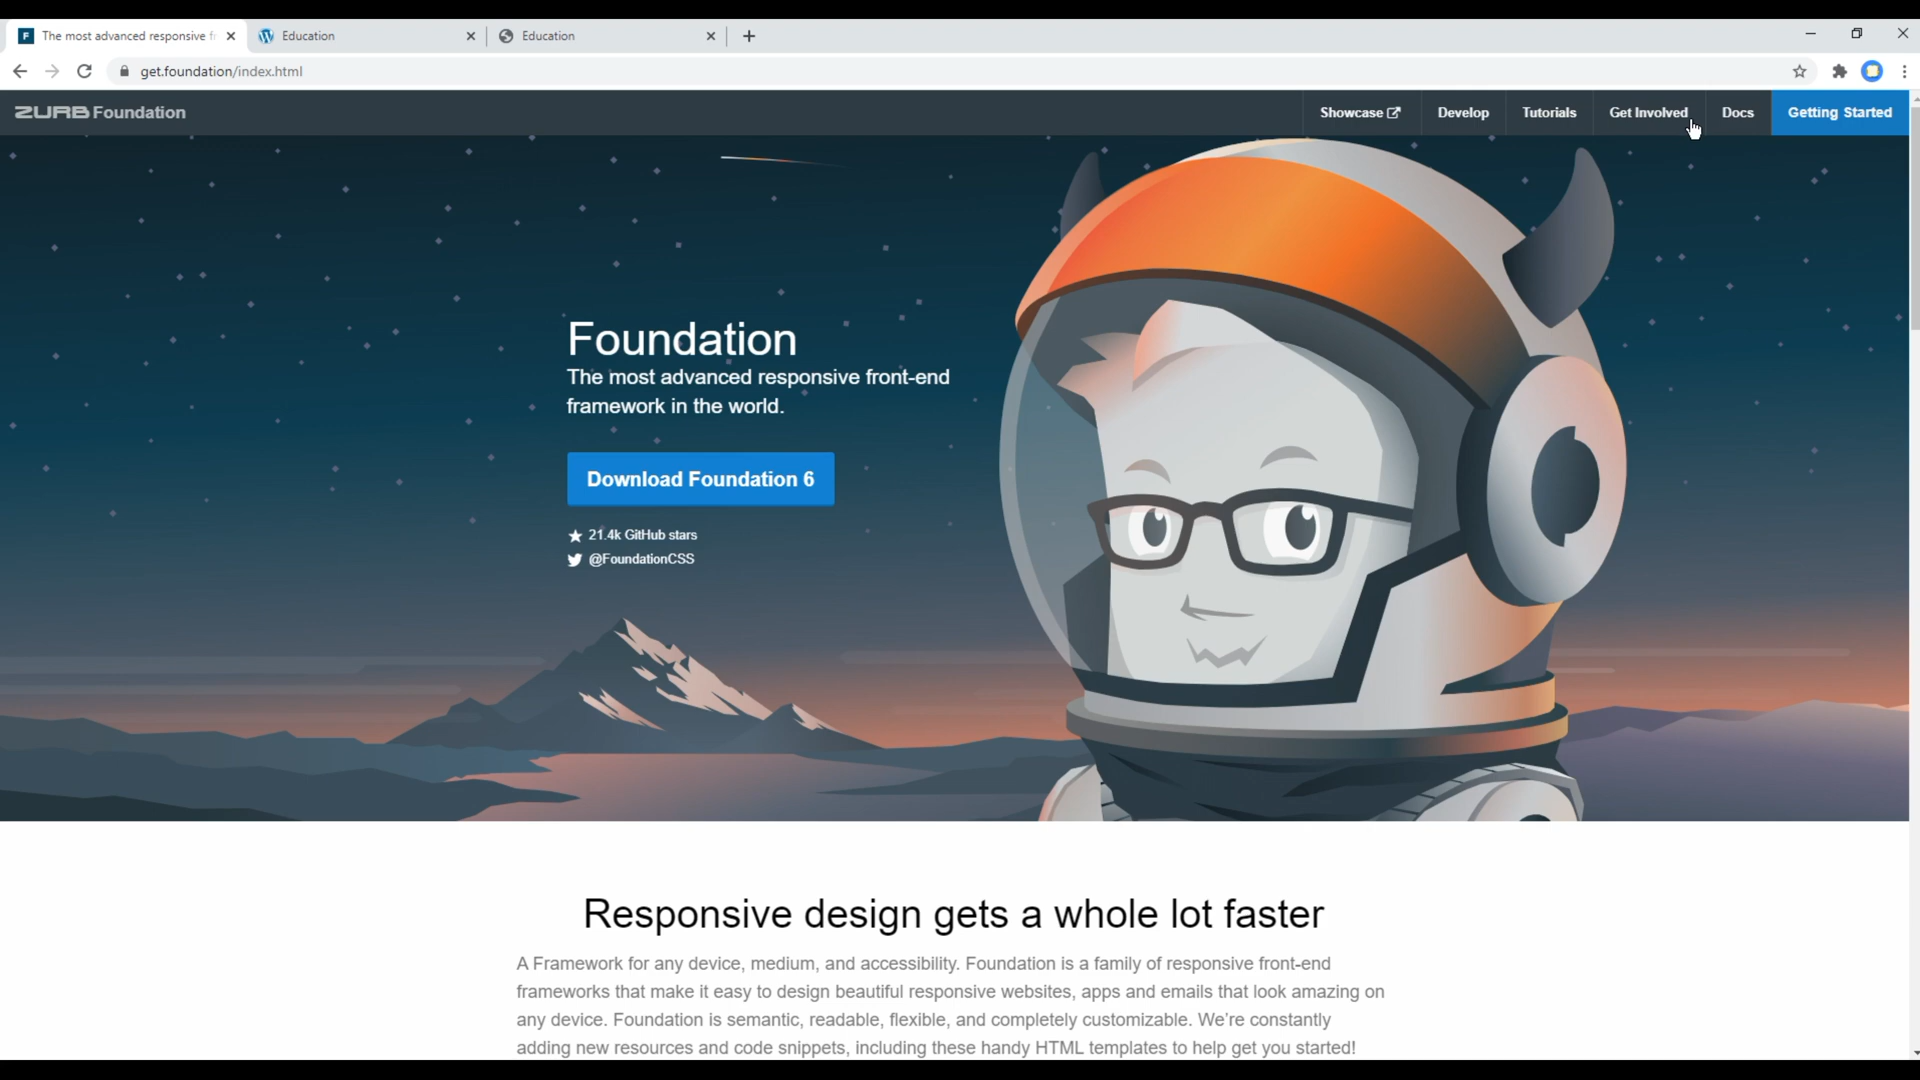 The most advanced responsive f
Education
Education
get.foundation/index.html
ZURB Foundation
Showcase
Develop
Tutorials
Get Involved
Docs
Getting Started
Foundation
The most advanced responsive front-end
framework in the world.
Download Foundation 6
21.4k GitHub stars
@FoundationCSS
Responsive design gets a whole lot faster
A Framework for any device, medium, and accessibility. Foundation is a family of responsive front-end
frameworks that make it easy to design beautiful responsive websites, apps and emails that look amazing on
any device. Foundation is semantic, readable, flexible, and completely customizable. We're constantly
adding new resources and code snippets, including these handy HTML templates to help get you started!